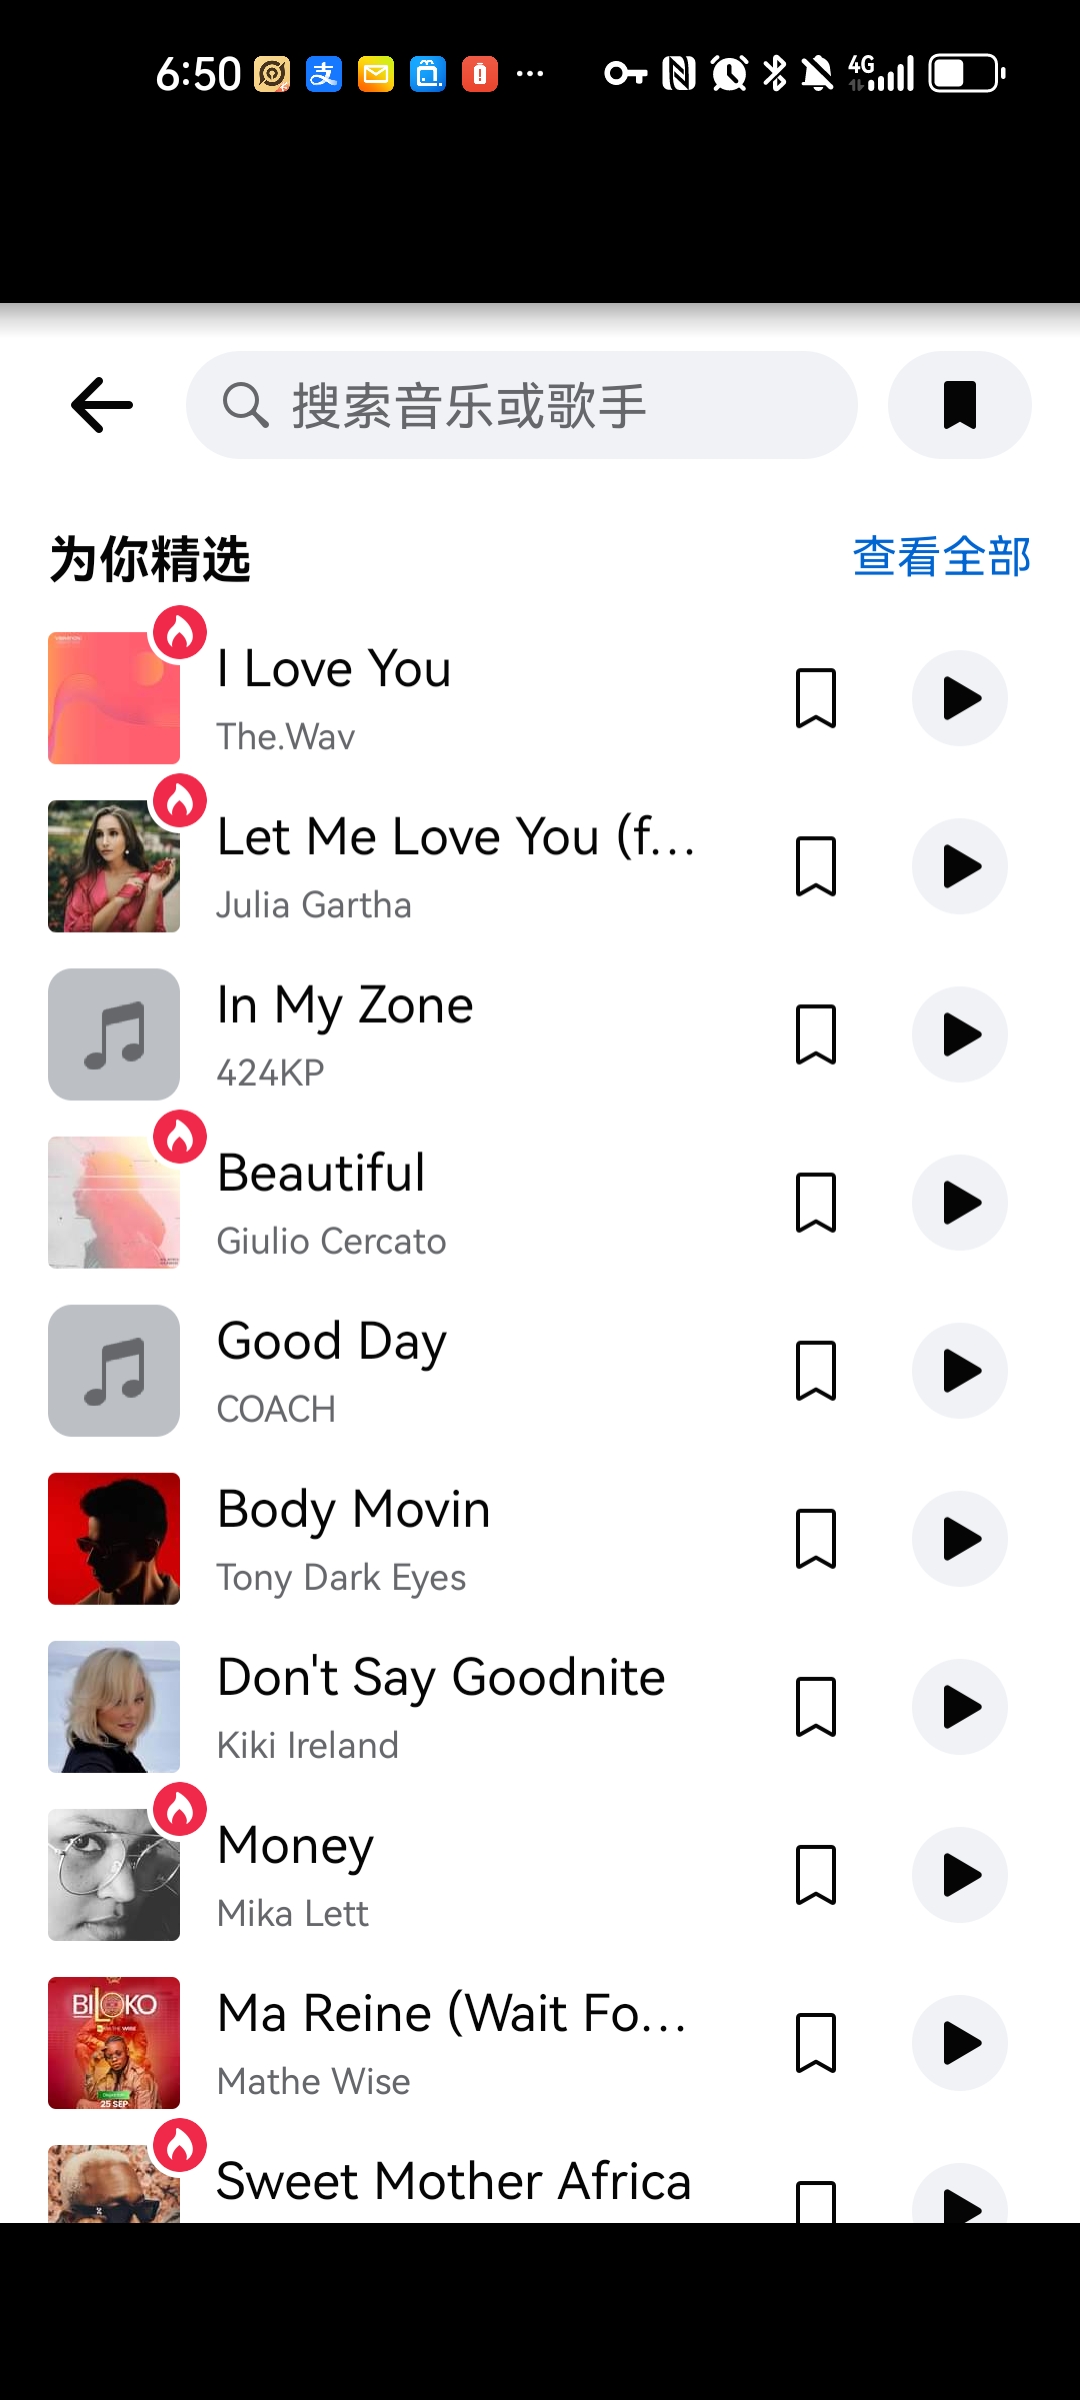 6:50
支
4G
搜索音乐或歌手
为你精选
查看全部
I Love You
The.Wav
Let Me Love You (f...
Julia Gartha
In My Zone
424KP
Beautiful
Giulio Cercato
Good Day
COACH
Body Movin
Tony Dark Eyes
Don't Say Goodnite
Kiki Ireland
Money
Mika Lett
BILOKO
25 SEP
Ma Reine (Wait Fo...
Mathe Wise
Sweet Mother Africa